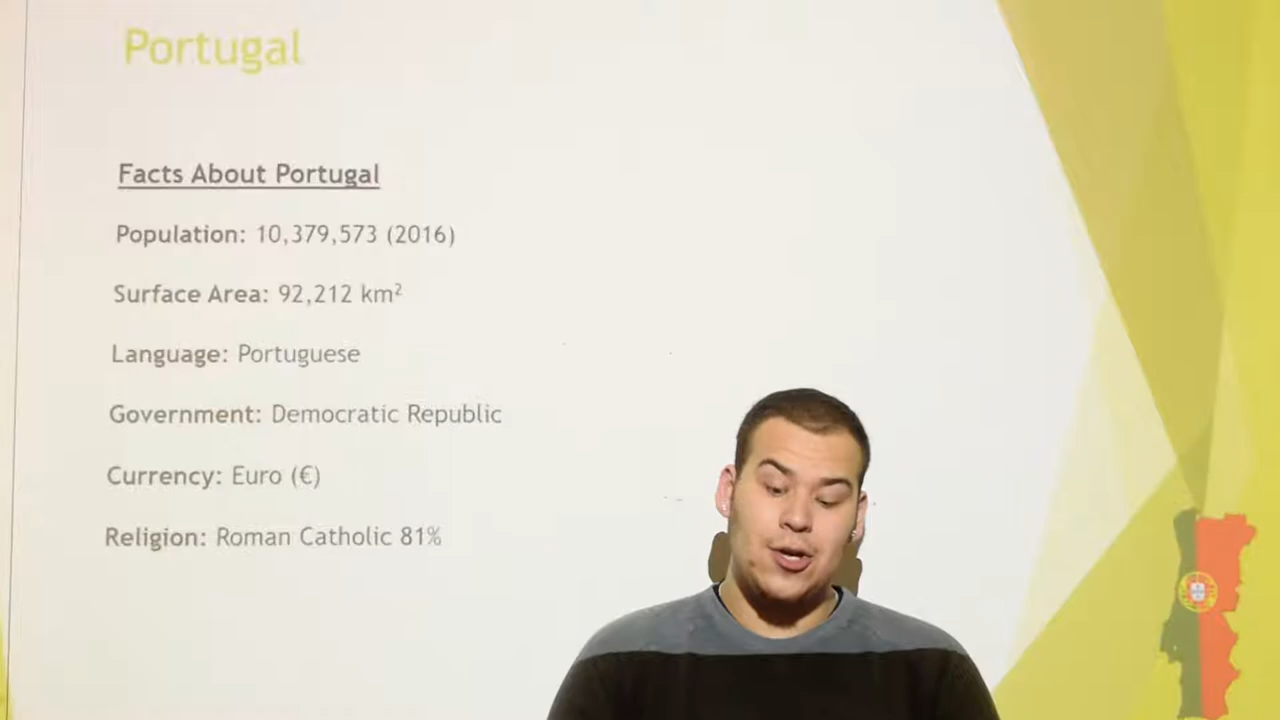 Portugal
Facts About Portugal
Population: 10,379,573 (2016)
Surface Area: 92,212 km²
Language: Portuguese
Government: Democratic Republic
Currency: Euro (€)
Religion: Roman Catholic 81%